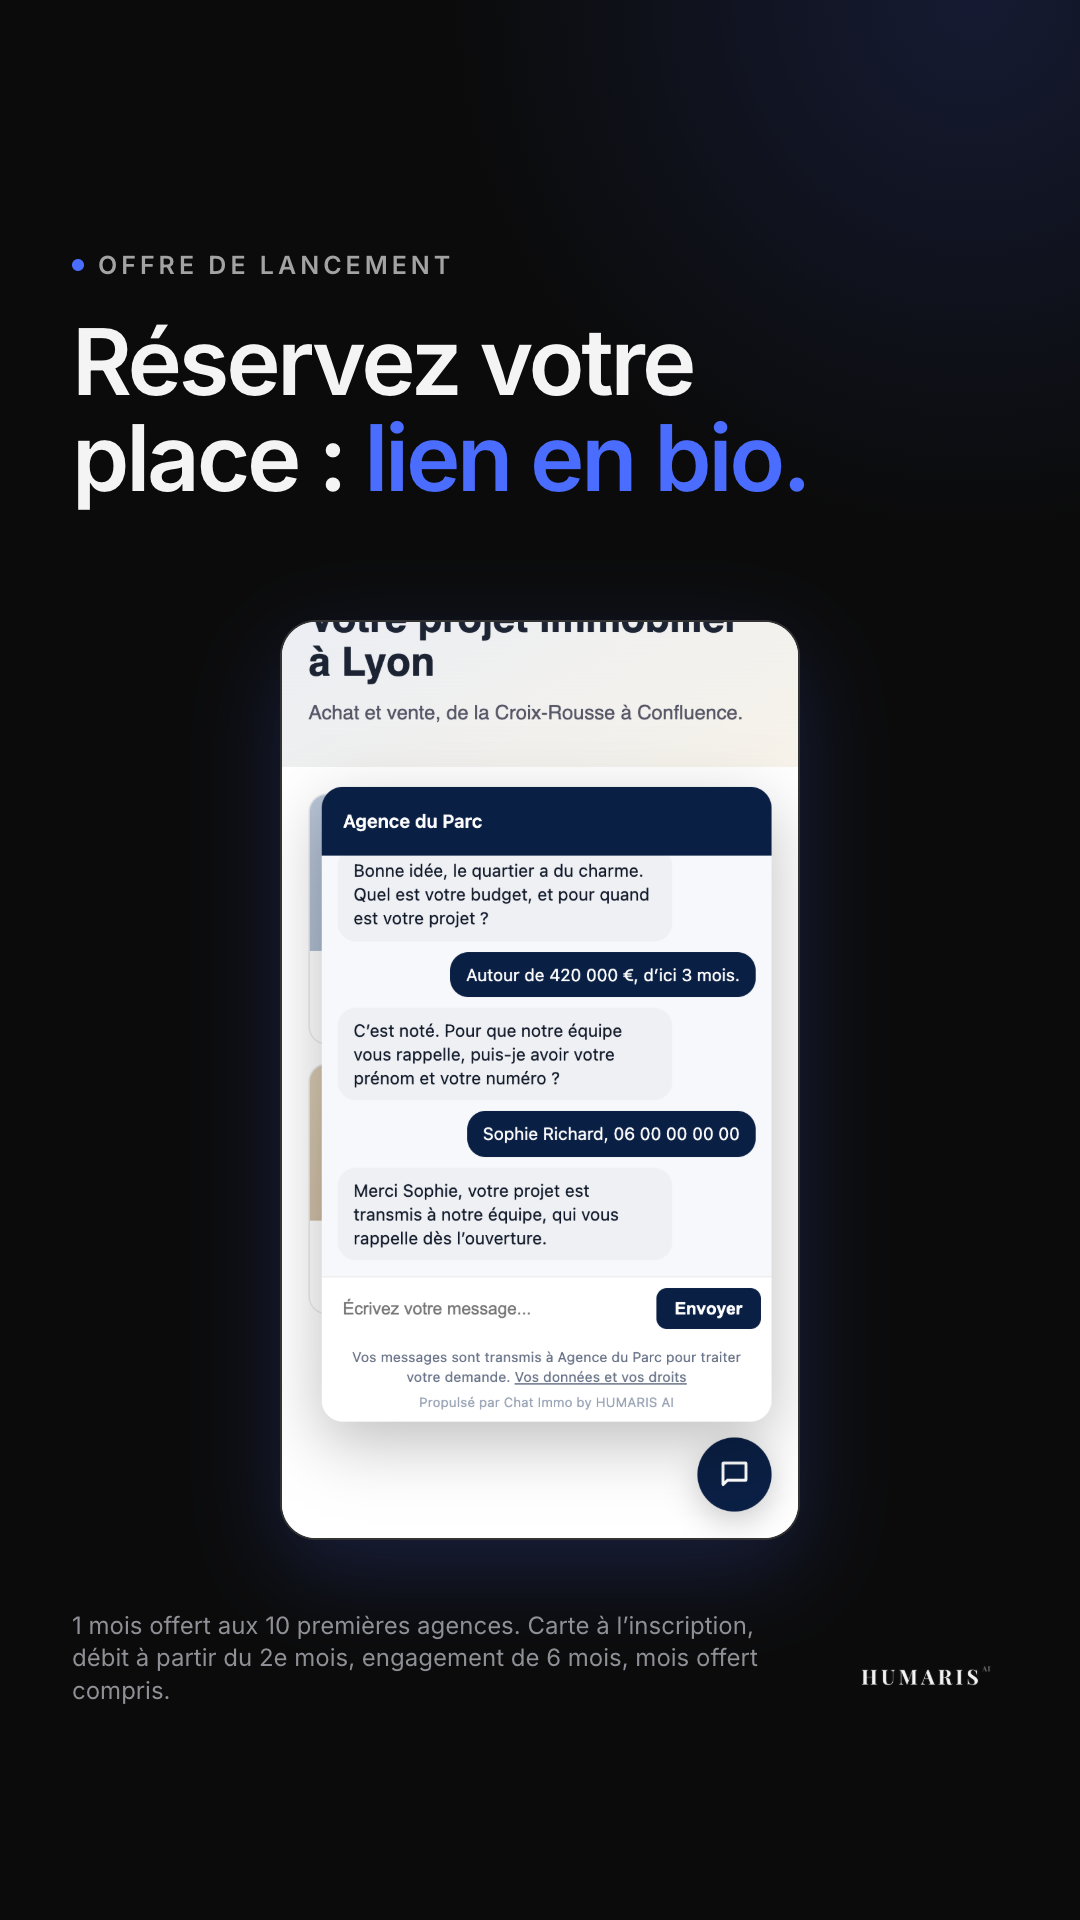 OFFRE DE LANCEMENT
Réservez votre
place : lien en bio.
Votre projet immobilier
à Lyon
Achat et vente, de la Croix-Rousse à Confluence.
Agence du Parc
Bonne idée, le quartier a du charme.
Quel est votre budget, et pour quand
est votre projet ?
Autour de 420 000 €, d’ici 3 mois.
C’est noté. Pour que notre équipe
vous rappelle, puis-je avoir votre
prénom et votre numéro ?
Sophie Richard, 06 00 00 00 00
Merci Sophie, votre projet est
transmis à notre équipe, qui vous
rappelle dès l’ouverture.
Écrivez votre message...
Envoyer
Vos messages sont transmis à Agence du Parc pour traiter
votre demande. Vos données et vos droits
Propulsé par Chat Immo by HUMARIS AI
1 mois offert aux 10 premières agences. Carte à l’inscription,
débit à partir du 2e mois, engagement de 6 mois, mois offert
compris.
HUMARIS AI